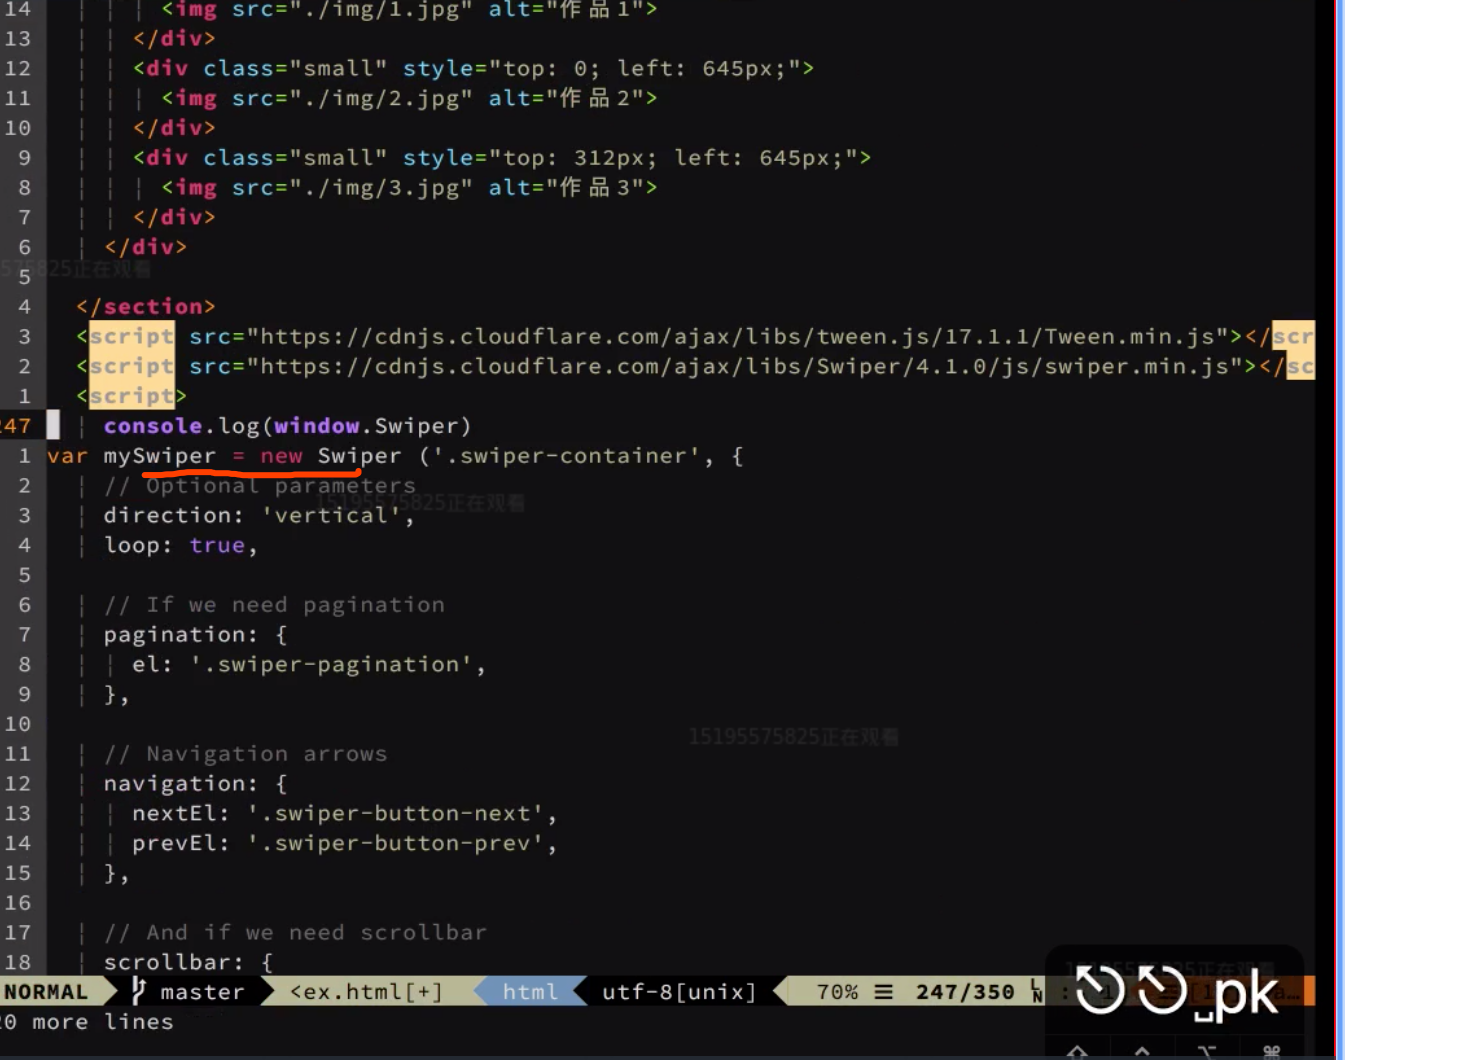 14 <img src="./img/1.jpg" alt="作品1">
13 </div>
12 <div class="small" style="top: 0; left: 645px;">
11 <img src="./img/2.jpg" alt="作品2">
10 </div>
9 <div class="small" style="top: 312px; left: 645px;">
8 <img src="./img/3.jpg" alt="作品3">
7 </div>
6 </div>
575825正在观看
5
4 </section>
3 <script src="https://cdnjs.cloudflare.com/ajax/libs/tween.js/17.1.1/Tween.min.js"></scr
2 <script src="https://cdnjs.cloudflare.com/ajax/libs/Swiper/4.1.0/js/swiper.min.js"></sc
1 <script>
247 console.log(window.Swiper)
1 var mySwiper = new Swiper ('.swiper-container', {
2 // Optional parameters
15195575825正在观看
3 direction: 'vertical',
4 loop: true,
5
6 // If we need pagination
7 pagination: {
8 el: '.swiper-pagination',
9 },
10
15195575825正在观看
11 // Navigation arrows
12 navigation: {
13 nextEl: '.swiper-button-next',
14 prevEl: '.swiper-button-prev',
15 },
16
17 // And if we need scrollbar
18 scrollbar: {
NORMAL master <ex.html[+] html utf-8[unix] 70% ☰ 247/350 LN :
⎋⎋␣pk
20 more lines
⇧ ⌃ ⌥ ⌘